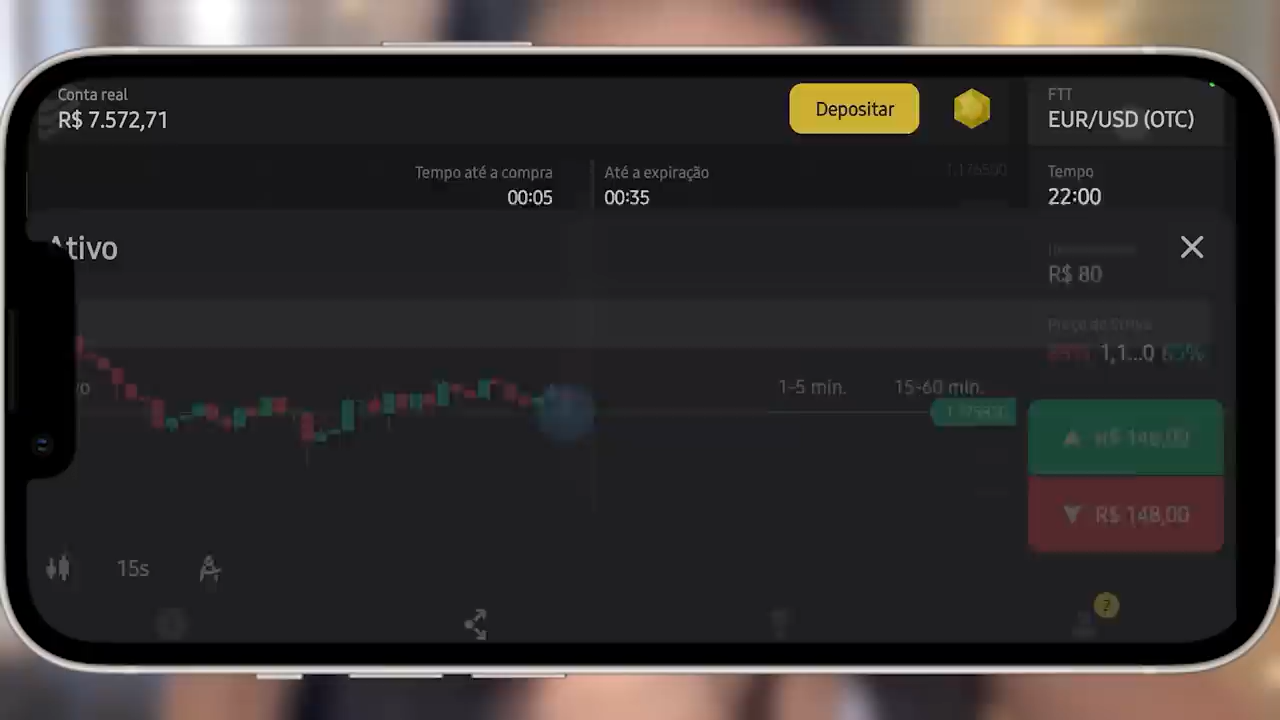 Conta real
R$ 7.572,71
Depositar
FTT
EUR/USD (OTC)
Tempo até a compra
00:05
Até a expiração
00:35
Tempo
22:00
Ativo
R$ 80
Preço de
1,1...0
1-5 min.
15-60 min.
R$ 148,00
R$ 148,00
15s
?